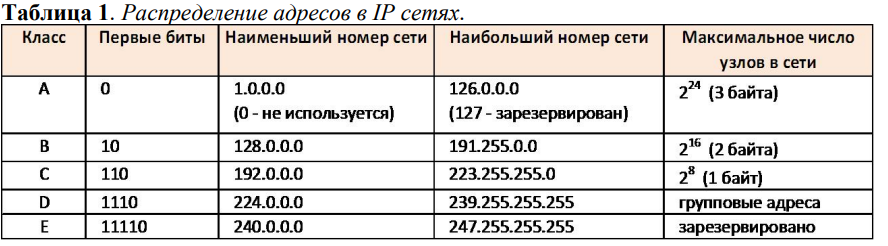 Таблица 1. Распределение адресов в IP сетях.
Класс Первые биты Наименьший номер сети Наибольший номер сети Максимальное число узлов в сети
A 0 1.0.0.0 (0 - не используется) 126.0.0.0 (127 - зарезервирован) 2^24 (3 байта)
B 10 128.0.0.0 191.255.0.0 2^16 (2 байта)
C 110 192.0.0.0 223.255.255.0 2^8 (1 байт)
D 1110 224.0.0.0 239.255.255.255 групповые адреса
E 11110 240.0.0.0 247.255.255.255 зарезервировано